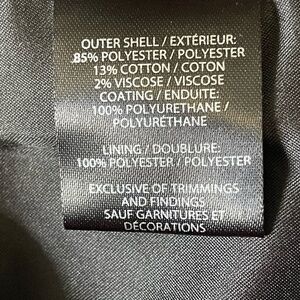 OUTER SHELL / EXTÉRIEUR:
85% POLYESTER / POLYESTER
13% COTTON / COTON
2% VISCOSE / VISCOSE
COATING / ENDUITE:
100% POLYURETHANE /
POLYURÉTHANE
LINING / DOUBLURE:
100% POLYESTER / POLYESTER
EXCLUSIVE OF TRIMMINGS
AND FINDINGS
SAUF GARNITURES ET
DÉCORATIONS